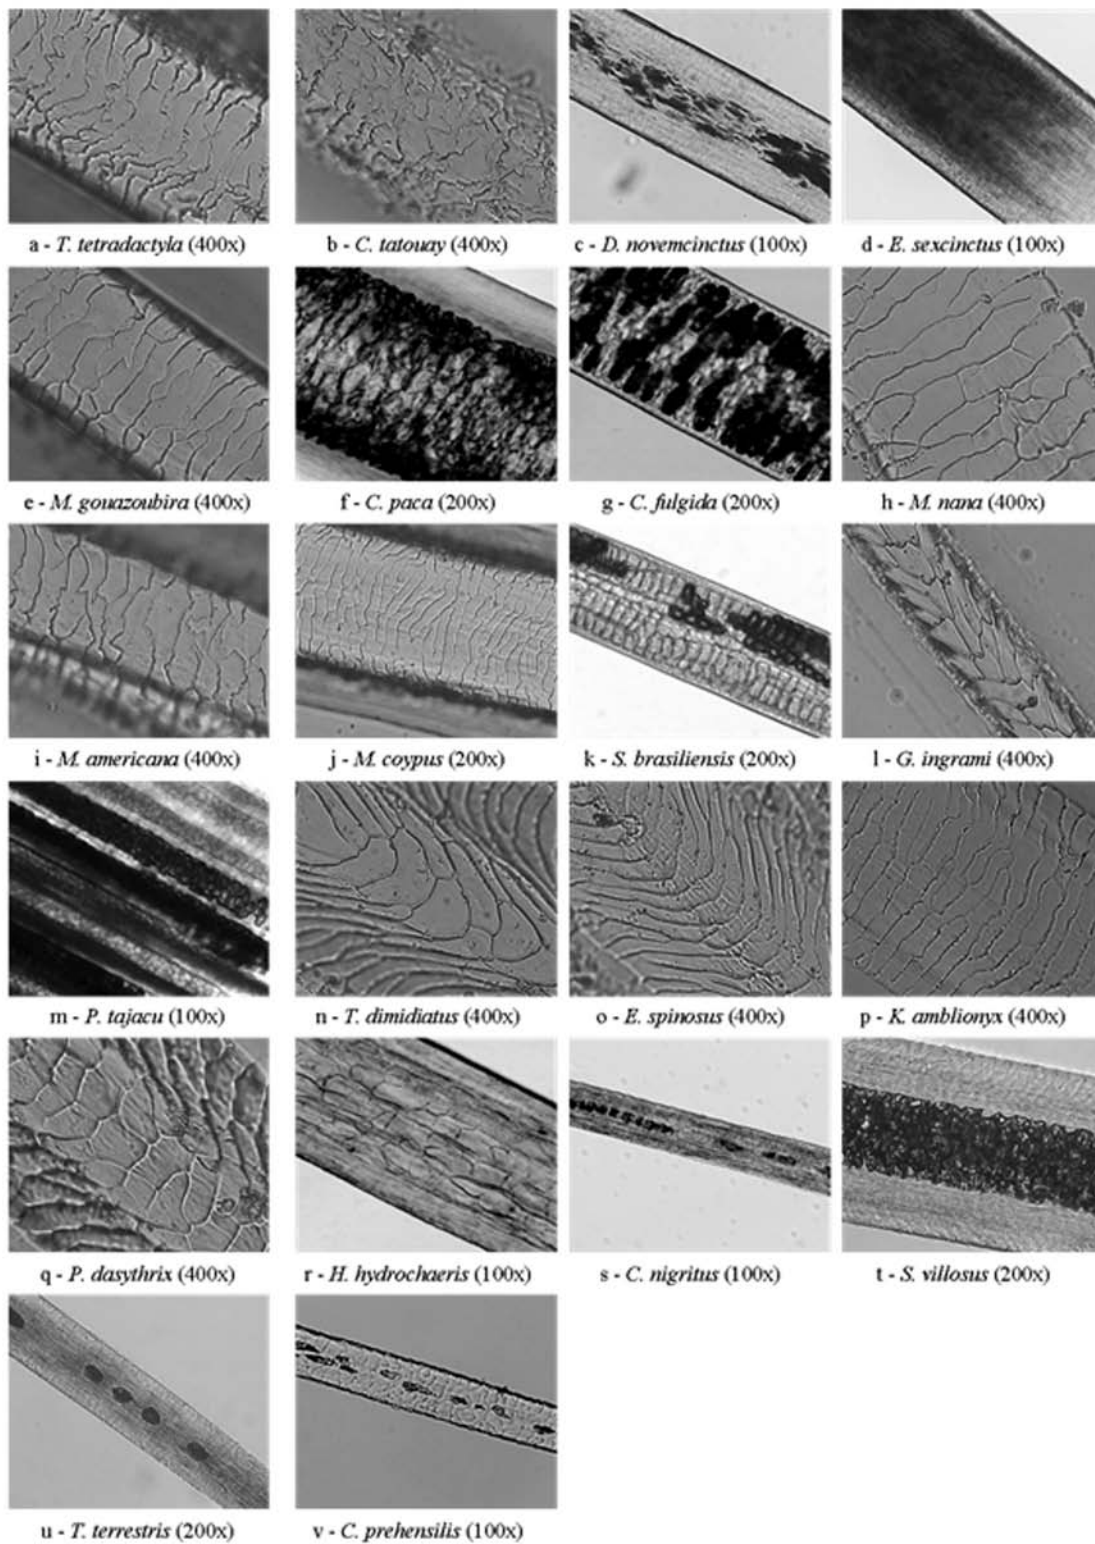 a - T. tetradactyla (400x)
b - C. tatouay (400x)
c - D. novemcinctus (100x)
d - E. sexcinctus (100x)
e - M. gouazoubira (400x)
f - C. paca (200x)
g - C. fulgida (200x)
h - M. nana (400x)
i - M. americana (400x)
j - M. coypus (200x)
k - S. brasiliensis (200x)
l - G. ingrami (400x)
m - P. tajacu (100x)
n - T. dimidiatus (400x)
o - E. spinosus (400x)
p - K. amblionyx (400x)
q - P. dasythrix (400x)
r - H. hydrochaeris (100x)
s - C. nigritus (100x)
t - S. villosus (200x)
u - T. terrestris (200x)
v - C. prehensilis (100x)